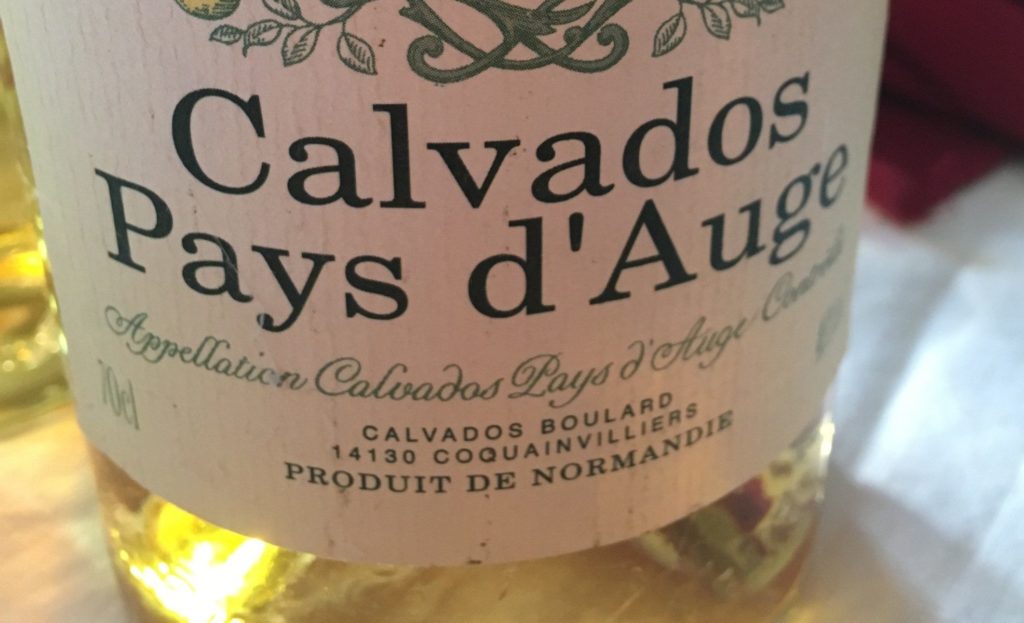 Calvados
Pays d'Auge
Appellation Calvados Pays d'Auge Contrôlée
70cl
CALVADOS BOULARD
14130 COQUAINVILLIERS
PRODUIT DE NORMANDIE